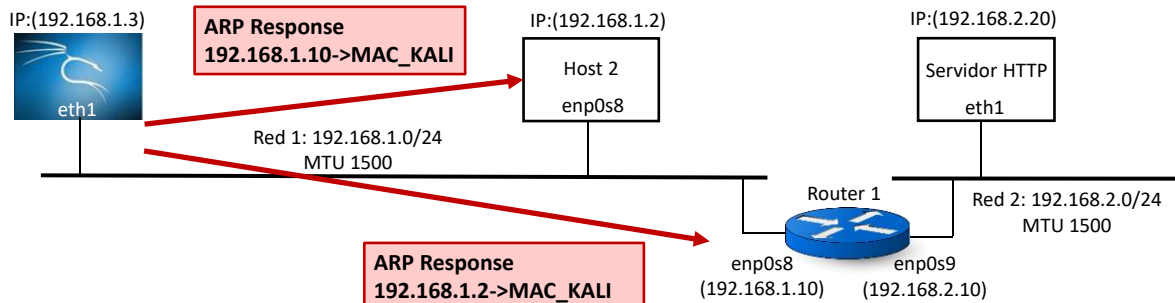 IP:(192.168.1.3)
ARP Response
192.168.1.10->MAC_KALI
IP:(192.168.1.2)
IP:(192.168.2.20)
eth1
Host 2
enp0s8
Servidor HTTP
eth1
Red 1: 192.168.1.0/24
MTU 1500
Router 1
Red 2: 192.168.2.0/24
MTU 1500
ARP Response
192.168.1.2->MAC_KALI
enp0s8
(192.168.1.10)
enp0s9
(192.168.2.10)